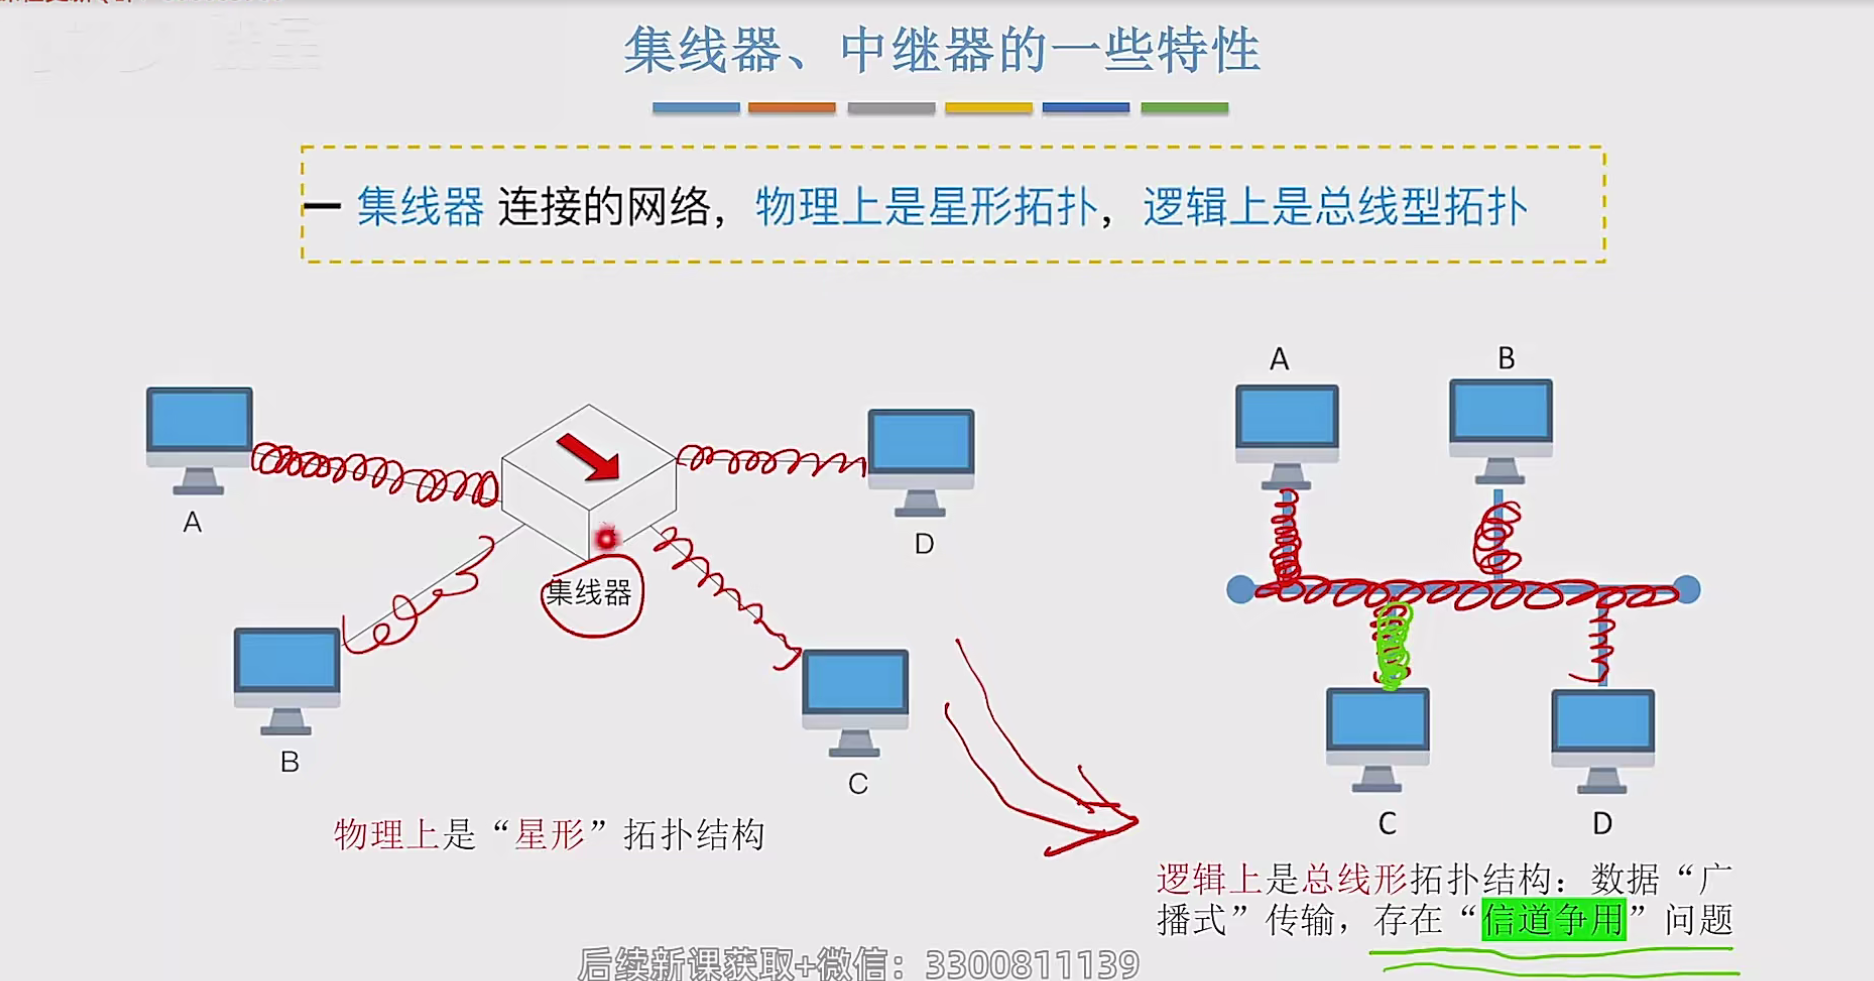 集线器、中继器的一些特性
集线器 连接的网络，物理上是星形拓扑，逻辑上是总线型拓扑
A
B
A
D
集线器
B
C
C
D
物理上是“星形”拓扑结构
逻辑上是总线形拓扑结构：数据“广
播式”传输，存在“信道争用”问题
后续新课获取+微信：3300811139